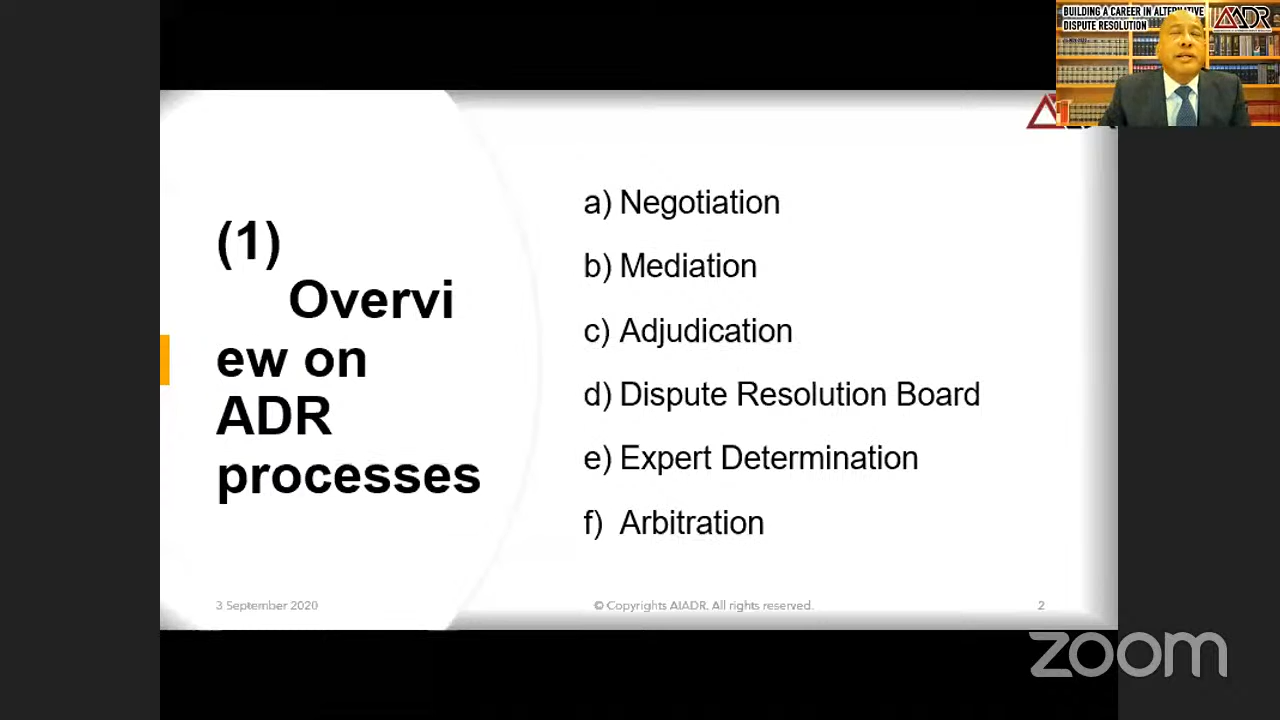 BUILDING A CAREER IN ALTERNATIVE
DISPUTE RESOLUTION
AIADR
(1)
Overvi
ew on
ADR
processes
a) Negotiation
b) Mediation
c) Adjudication
d) Dispute Resolution Board
e) Expert Determination
f) Arbitration
3 September 2020
© Copyrights AIADR, All rights reserved.
2
zoom